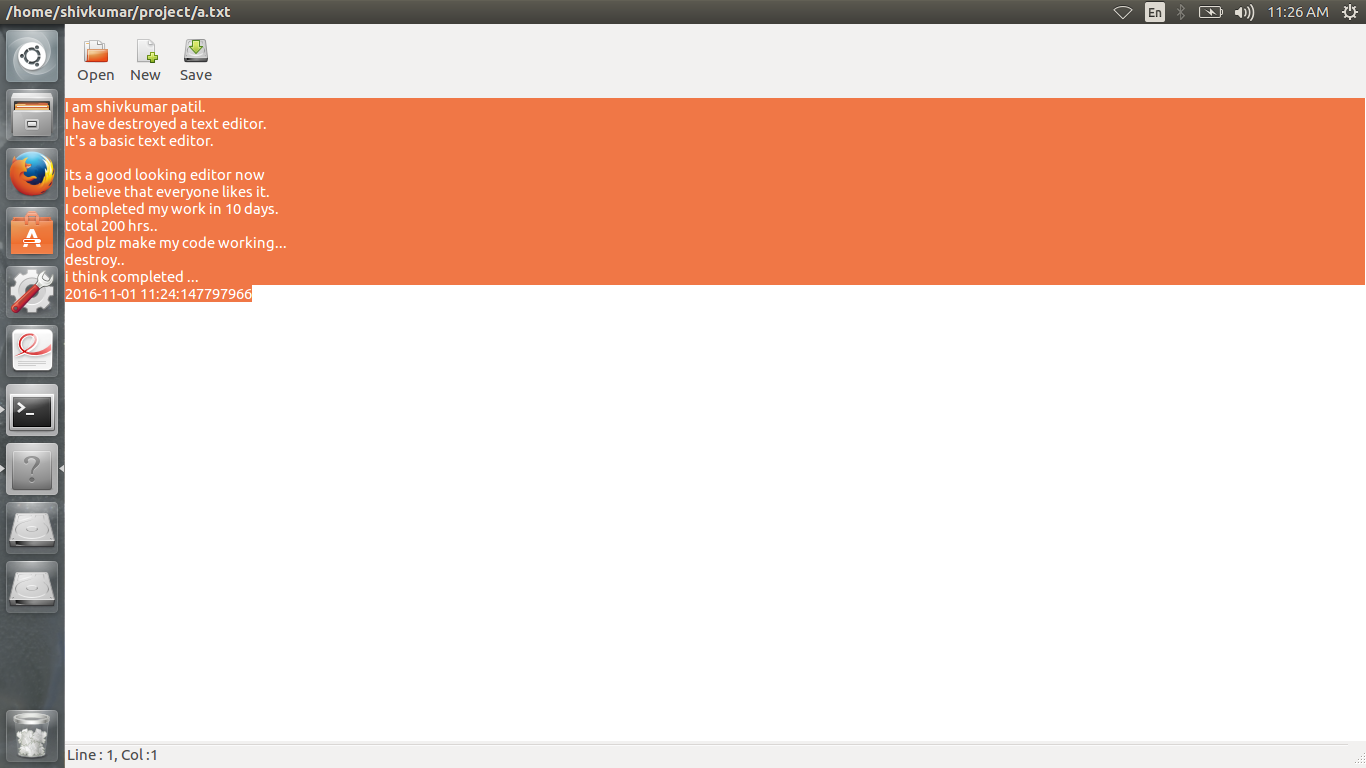 /home/shivkumar/project/a.txt
En
11:26 AM
Open New Save
I am shivkumar patil.
I have destroyed a text editor.
It's a basic text editor.
its a good looking editor now
I believe that everyone likes it.
I completed my work in 10 days.
total 200 hrs..
God plz make my code working...
destroy..
i think completed ...
2016-11-01 11:24:147797966
Line : 1, Col :1